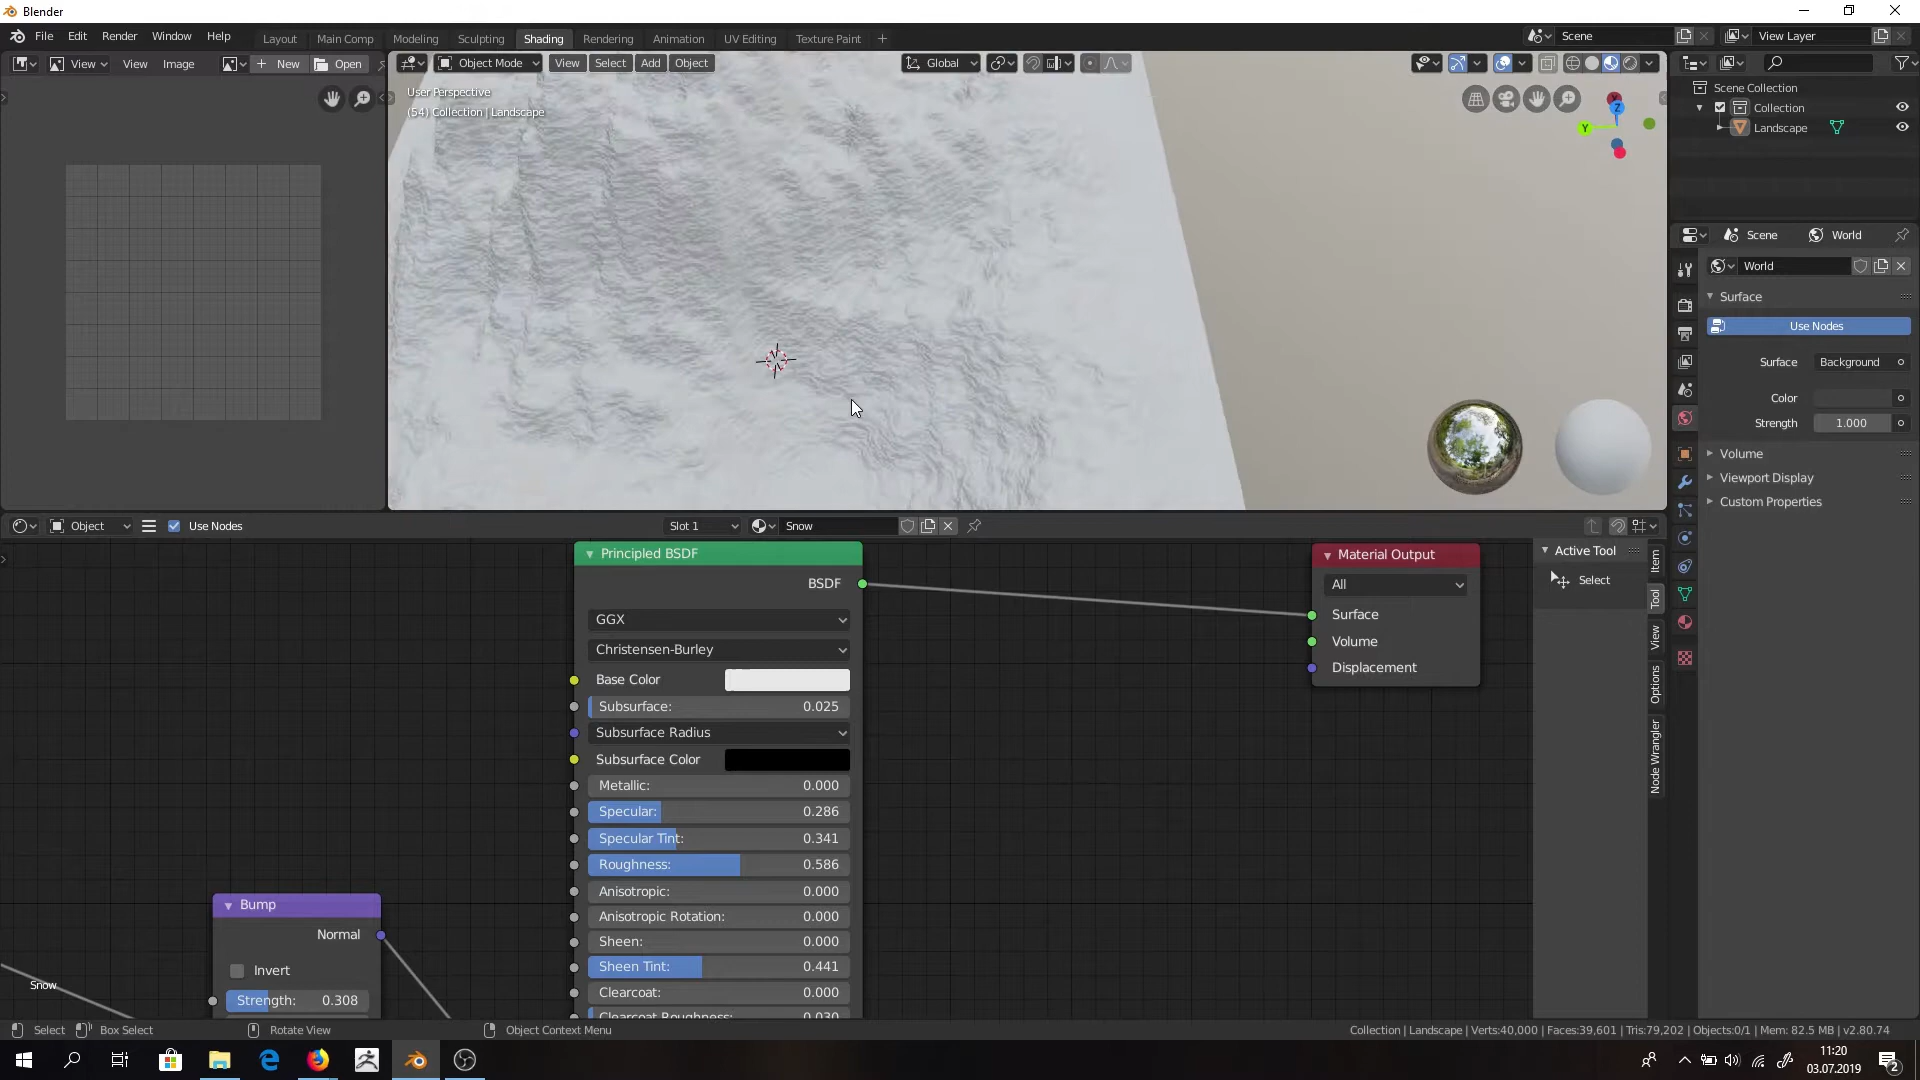 Blender
File Edit Render Window Help
Layout Main Comp Modeling Sculpting Shading Rendering Animation UV Editing Texture Paint +
Scene
View Layer
View View Image + New Open
Object Mode View Select Add Object
Global
User Perspective
(54) Collection | Landscape
Z
Y
Scene Collection
Collection
Landscape
Scene World
World
Surface
Use Nodes
Surface Background
Color
Strength 1.000
Volume
Viewport Display
Custom Properties
Object Use Nodes
Slot 1 Snow
Principled BSDF
BSDF
GGX
Christensen-Burley
Base Color
Subsurface: 0.025
Subsurface Radius
Subsurface Color
Metallic: 0.000
Specular: 0.286
Specular Tint: 0.341
Roughness: 0.586
Anisotropic: 0.000
Anisotropic Rotation: 0.000
Sheen: 0.000
Sheen Tint: 0.441
Clearcoat: 0.000
Clearcoat Roughness: 0.030
Bump
Normal
Invert
Strength: 0.308
Snow
Material Output
All
Surface
Volume
Displacement
Active Tool
Select
Item
Tool
View
Options
Node Wrangler
Select Box Select Rotate View Object Context Menu
Collection | Landscape | Verts:40,000 | Faces:39,601 | Tris:79,202 | Objects:0/1 | Mem: 82.5 MB | v2.80.74
11:20
03.07.2019
2